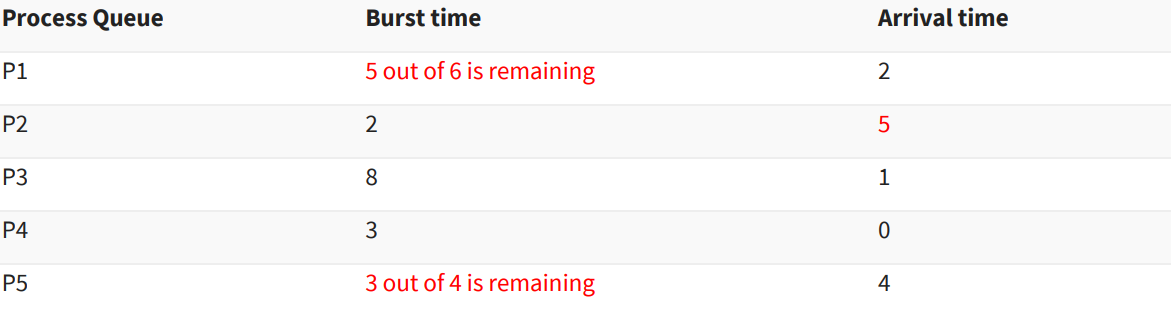 Process Queue Burst time Arrival time
P1 5 out of 6 is remaining 2
P2 2 5
P3 8 1
P4 3 0
P5 3 out of 4 is remaining 4